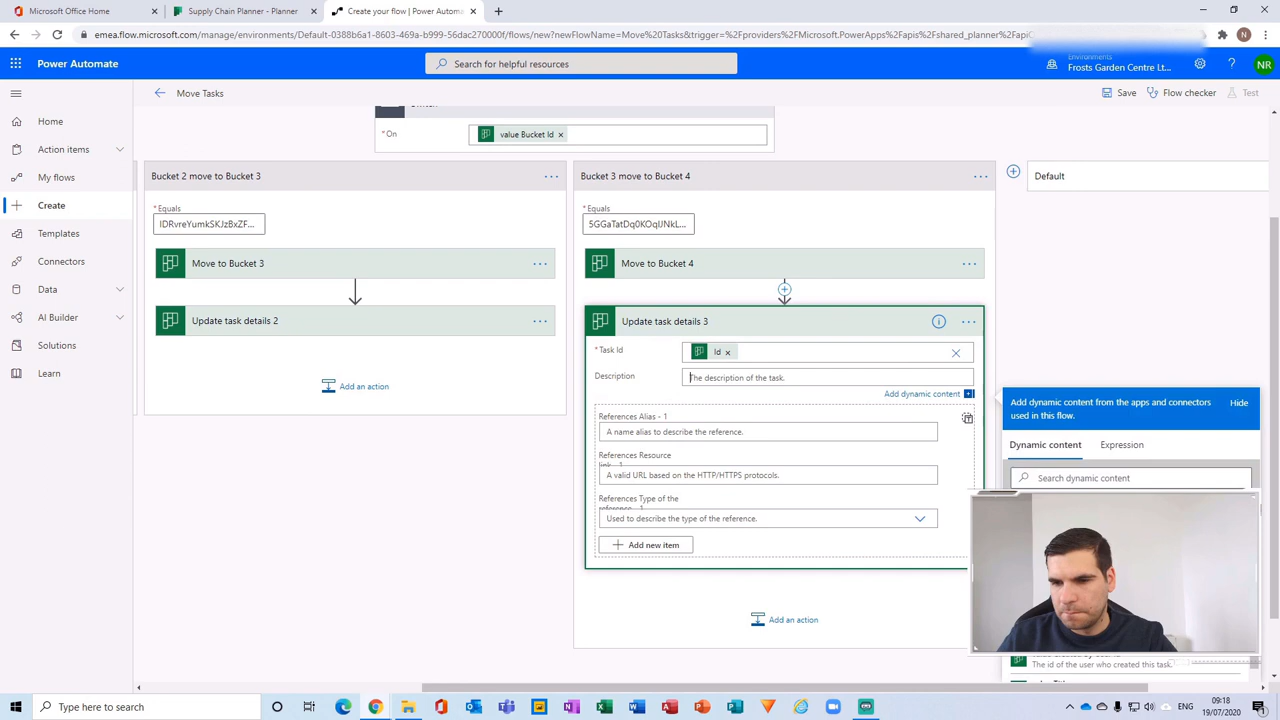 Microsoft Office Home
Supply Chain Planner - Planner
Create your flow | Power Automa
emea.flow.microsoft.com/manage/environments/Default-0388b6a1-8603-469a-b999-56dac270000f/flows/new?newFlowName=Move%20Tasks&trigger=%2Fproviders%2FMicrosoft.PowerApps%2Fapis%2Fshared_planner%2Fapi
N
Power Automate
Search for helpful resources
Environments
Frosts Garden Centre Lt...
NR
Move Tasks
Save
Flow checker
Test
Home
Action items
My flows
Create
Templates
Connectors
Data
AI Builder
Solutions
Learn
*On
value Bucket Id
Bucket 2 move to Bucket 3
Bucket 3 move to Bucket 4
Default
*Equals
IDRvreYumkSKJzBxZF...
*Equals
5GGaTatDq0KOqIJNkL...
Move to Bucket 3
Move to Bucket 4
Update task details 2
Update task details 3
Add an action
*Task Id
Id
Description
The description of the task.
Add dynamic content
References Alias - 1
A name alias to describe the reference.
References Resource
link - 1
A valid URL based on the HTTP/HTTPS protocols.
References Type of the
reference - 1
Used to describe the type of the reference.
Add new item
Add an action
Add dynamic content from the apps and connectors
used in this flow.
Hide
Dynamic content
Expression
Search dynamic content
The id of the user who created this task.
Type here to search
ENG
09:18
19/07/2020